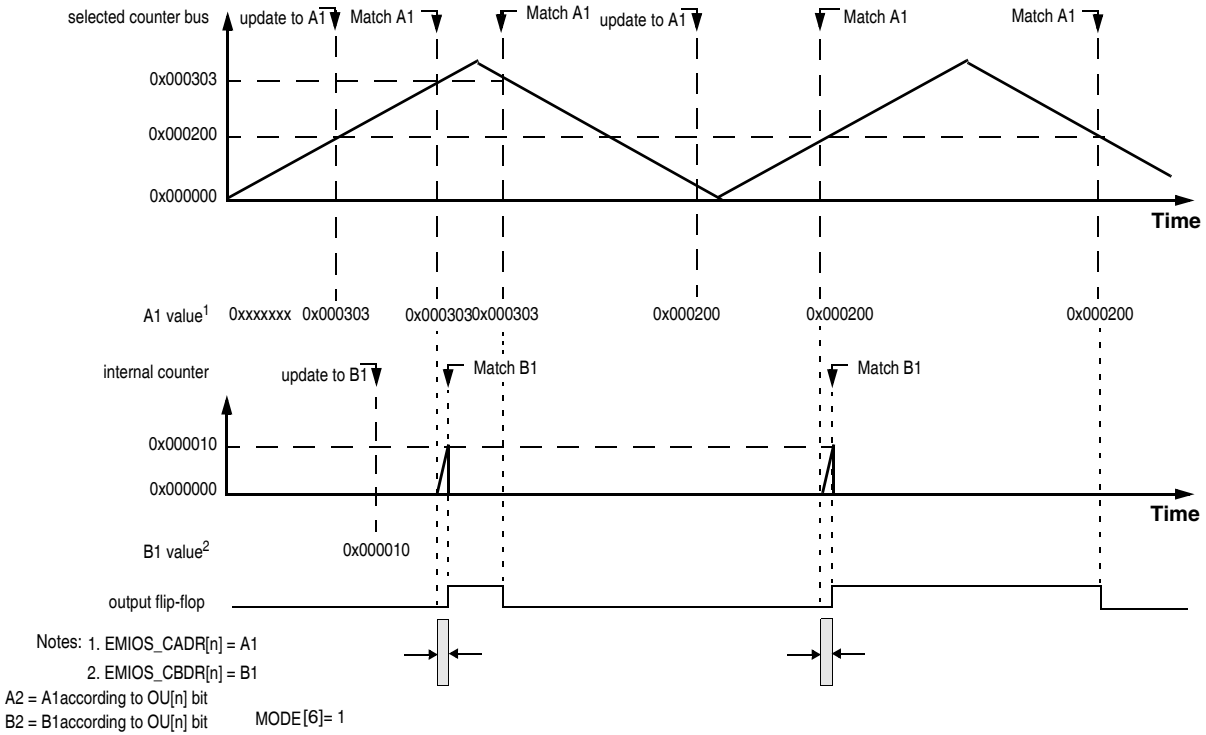 selected counter bus
update to A1
Match A1
Match A1
update to A1
Match A1
Match A1
0x000303
0x000200
0x000000
Time
A1 value1
0xxxxxxx
0x000303
0x000303
0x000303
0x000200
0x000200
0x000200
internal counter
update to B1
Match B1
Match B1
0x000010
0x000000
Time
B1 value2
0x000010
output flip-flop
Notes: 1. EMIOS_CADR[n] = A1
2. EMIOS_CBDR[n] = B1
A2 = A1according to OU[n] bit
B2 = B1according to OU[n] bit
MODE[6]= 1